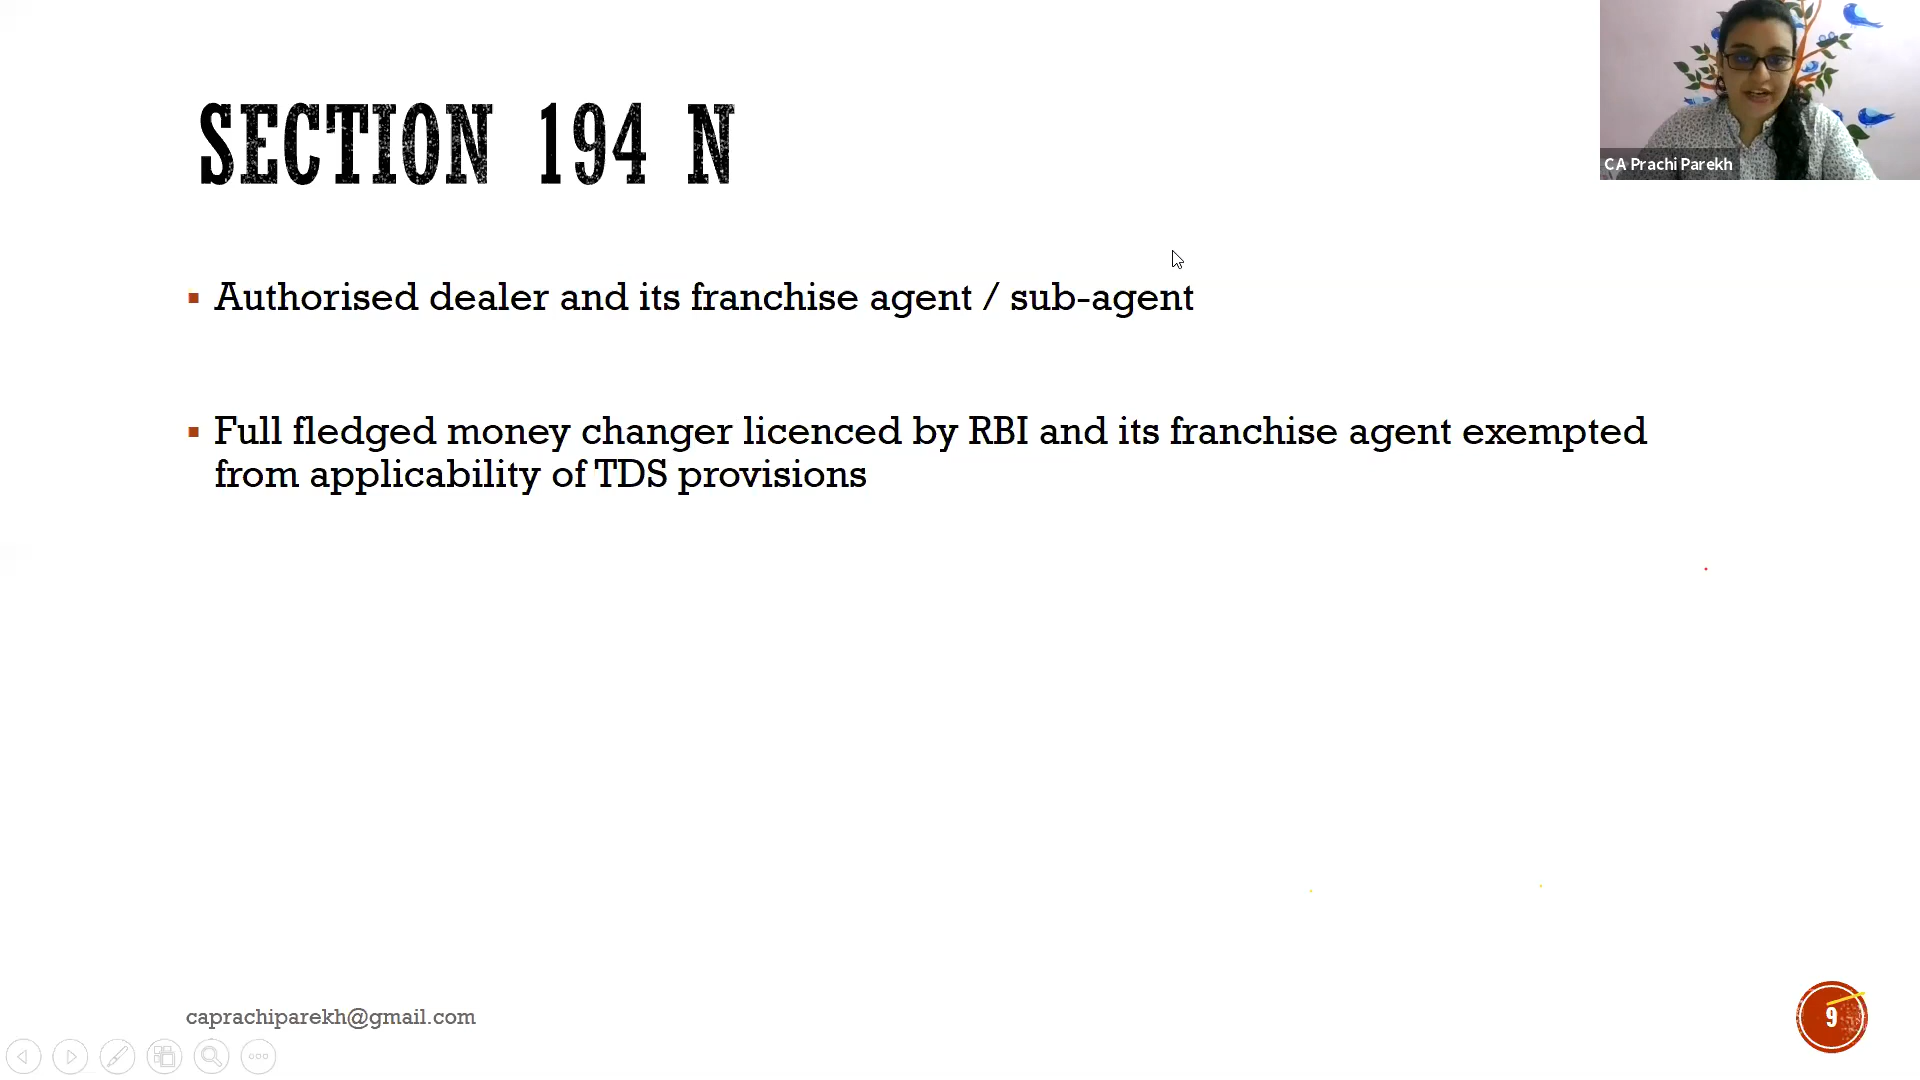 SECTION 194 N
CA Prachi Parekh
Authorised dealer and its franchise agent / sub-agent
Full fledged money changer licenced by RBI and its franchise agent exempted
from applicability of TDS provisions
caprachiparekh@gmail.com
9